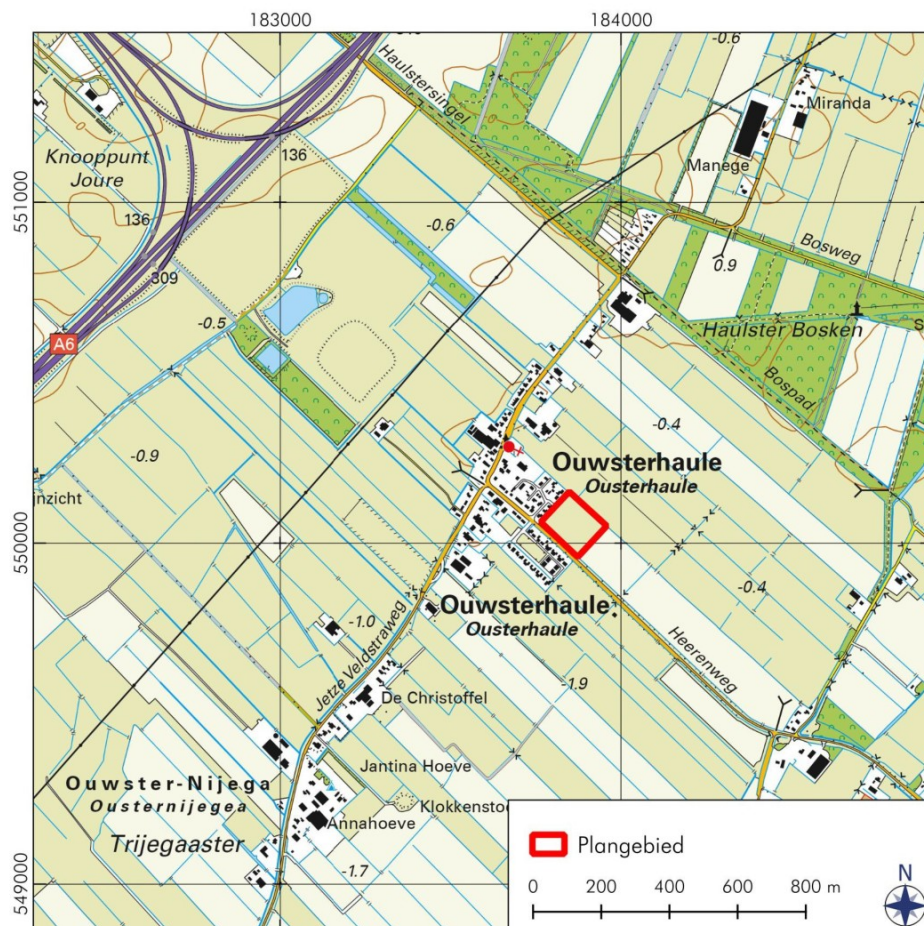 183000
184000
-0.6
Haulstersingel
Miranda
136
Knooppunt
Joure
Manege
136
551000
-0.6
Bosweg
309
0.9
-0.5
A6
Haulster Bosken
Bospad
-0.4
-0.9
Ouwsterhaule
Ousterhaule
nzicht
550000
-0.4
Ouwsterhaule
Ousterhaule
-1.0
Jetze Veldstraweg
Heerenweg
-1.9
De Christoffel
Jantina Hoeve
Ouwster-Nijega
Ousternijegea
Klokkensto
Annahoeve
Trijegaaster
Plangebied
-1.7
549000
0 200 400 600 800 m
N